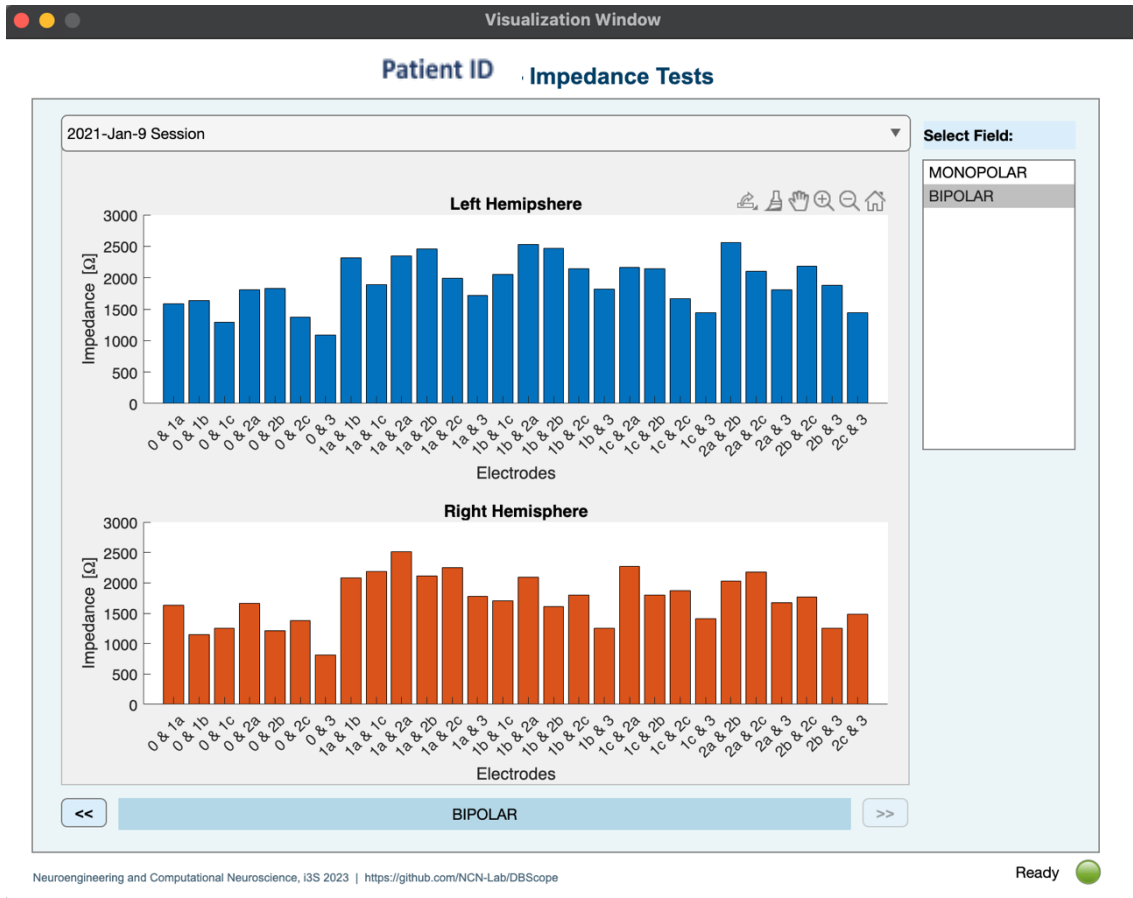 Visualization Window
Patient ID - Impedance Tests
2021-Jan-9 Session
Select Field:
MONOPOLAR
BIPOLAR
Left Hemipshere
3000
2500
2000
1500
1000
500
0
Impedance [Ω]
0 & 1a
0 & 1b
0 & 1c
0 & 2a
0 & 2b
0 & 2c
0 & 3
1a & 1b
1a & 1c
1a & 2a
1a & 2b
1a & 2c
1a & 3
1b & 1c
1b & 2a
1b & 2b
1b & 2c
1b & 3
1c & 2a
1c & 2b
1c & 2c
1c & 3
2a & 2b
2a & 2c
2a & 3
2b & 2c
2b & 3
2c & 3
Electrodes
Right Hemisphere
3000
2500
2000
1500
1000
500
0
Impedance [Ω]
0 & 1a
0 & 1b
0 & 1c
0 & 2a
0 & 2b
0 & 2c
0 & 3
1a & 1b
1a & 1c
1a & 2a
1a & 2b
1a & 2c
1a & 3
1b & 1c
1b & 2a
1b & 2b
1b & 2c
1b & 3
1c & 2a
1c & 2b
1c & 2c
1c & 3
2a & 2b
2a & 2c
2a & 3
2b & 2c
2b & 3
2c & 3
Electrodes
<< BIPOLAR >>
Neuroengineering and Computational Neuroscience, i3S 2023 | https://github.com/NCN-Lab/DBScope
Ready